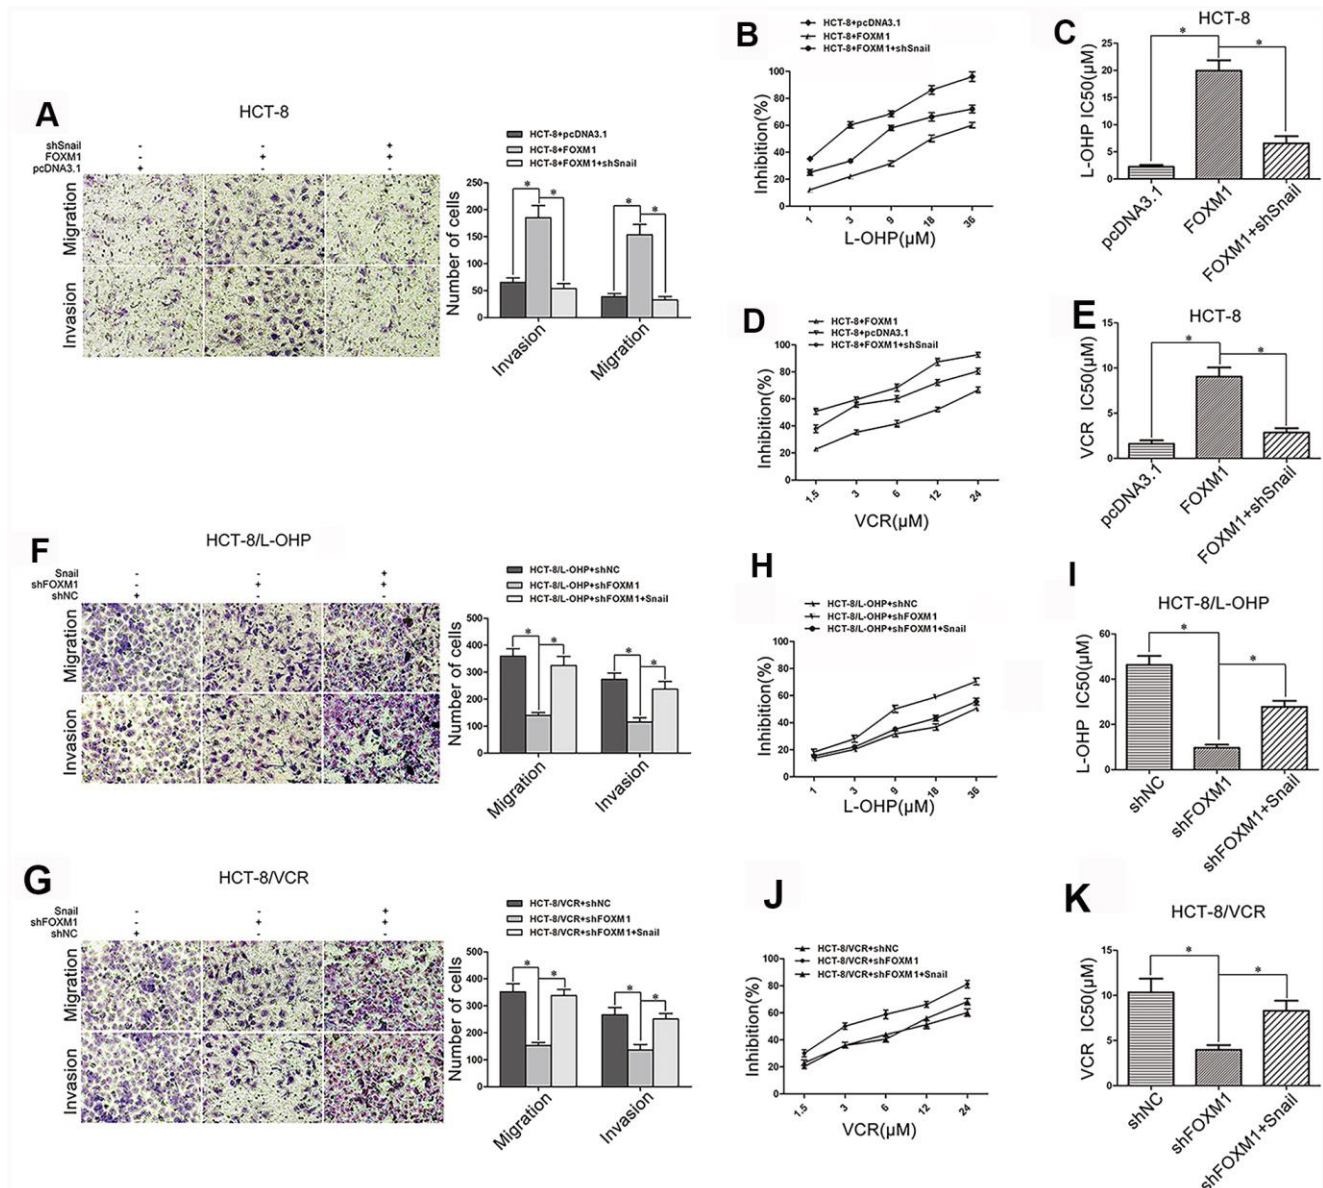 A
HCT-8
shSnail - - +
FOXM1 - + +
pcDNA3.1 + - -
Migration
Invasion
HCT-8+pcDNA3.1
HCT-8+FOXM1
HCT-8+FOXM1+shSnail
Number of cells
250
200
150
100
50
0
Invasion
Migration
B
HCT-8+pcDNA3.1
HCT-8+FOXM1
HCT-8+FOXM1+shSnail
Inhibition(%)
100
80
60
40
20
0
1 3 9 18 36
L-OHP(μM)
C
HCT-8
* *
L-OHP IC50(μM)
25
20
15
10
5
0
pcDNA3.1
FOXM1
FOXM1+shSnail
D
HCT-8+FOXM1
HCT-8+pcDNA3.1
HCT-8+FOXM1+shSnail
Inhibition(%)
100
80
60
40
20
0
1.5 3 6 12 24
VCR(μM)
E
HCT-8
* *
VCR IC50(μM)
15
10
5
0
pcDNA3.1
FOXM1
FOXM1+shSnail
F
HCT-8/L-OHP
Snail - - +
shFOXM1 - + +
shNC + - -
Migration
Invasion
HCT-8/L-OHP+shNC
HCT-8/L-OHP+shFOXM1
HCT-8/L-OHP+shFOXM1+Snail
Number of cells
500
400
300
200
100
0
* * * *
Migration
Invasion
H
HCT-8/L-OHP+shNC
HCT-8/L-OHP+shFOXM1
HCT-8/L-OHP+shFOXM1+Snail
Inhibition(%)
100
80
60
40
20
0
1 3 9 18 36
L-OHP(μM)
I
HCT-8/L-OHP
* *
L-OHP IC50(μM)
60
40
20
0
shNC
shFOXM1
shFOXM1+Snail
G
HCT-8/VCR
Snail - - +
shFOXM1 - + +
shNC + - -
Migration
Invasion
HCT-8/VCR+shNC
HCT-8/VCR+shFOXM1
HCT-8/VCR+shFOXM1+Snail
Number of cells
500
400
300
200
100
0
* * * *
Migration
Invasion
J
HCT-8/VCR+shNC
HCT-8/VCR+shFOXM1
HCT-8/VCR+shFOXM1+Snail
Inhibition(%)
100
80
60
40
20
0
1.5 3 6 12 24
VCR(μM)
K
HCT-8/VCR
* *
VCR IC50(μM)
15
10
5
0
shNC
shFOXM1
shFOXM1+Snail